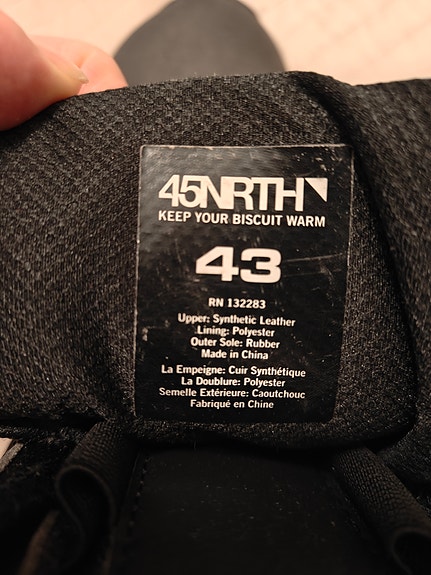 45NRTH
KEEP YOUR BISCUIT WARM
43
RN 132283
Upper: Synthetic Leather
Lining: Polyester
Outer Sole: Rubber
Made in China
La Empeigne: Cuir Synthétique
La Doublure: Polyester
Semelle Extérieure: Caoutchouc
Fabriqué en Chine